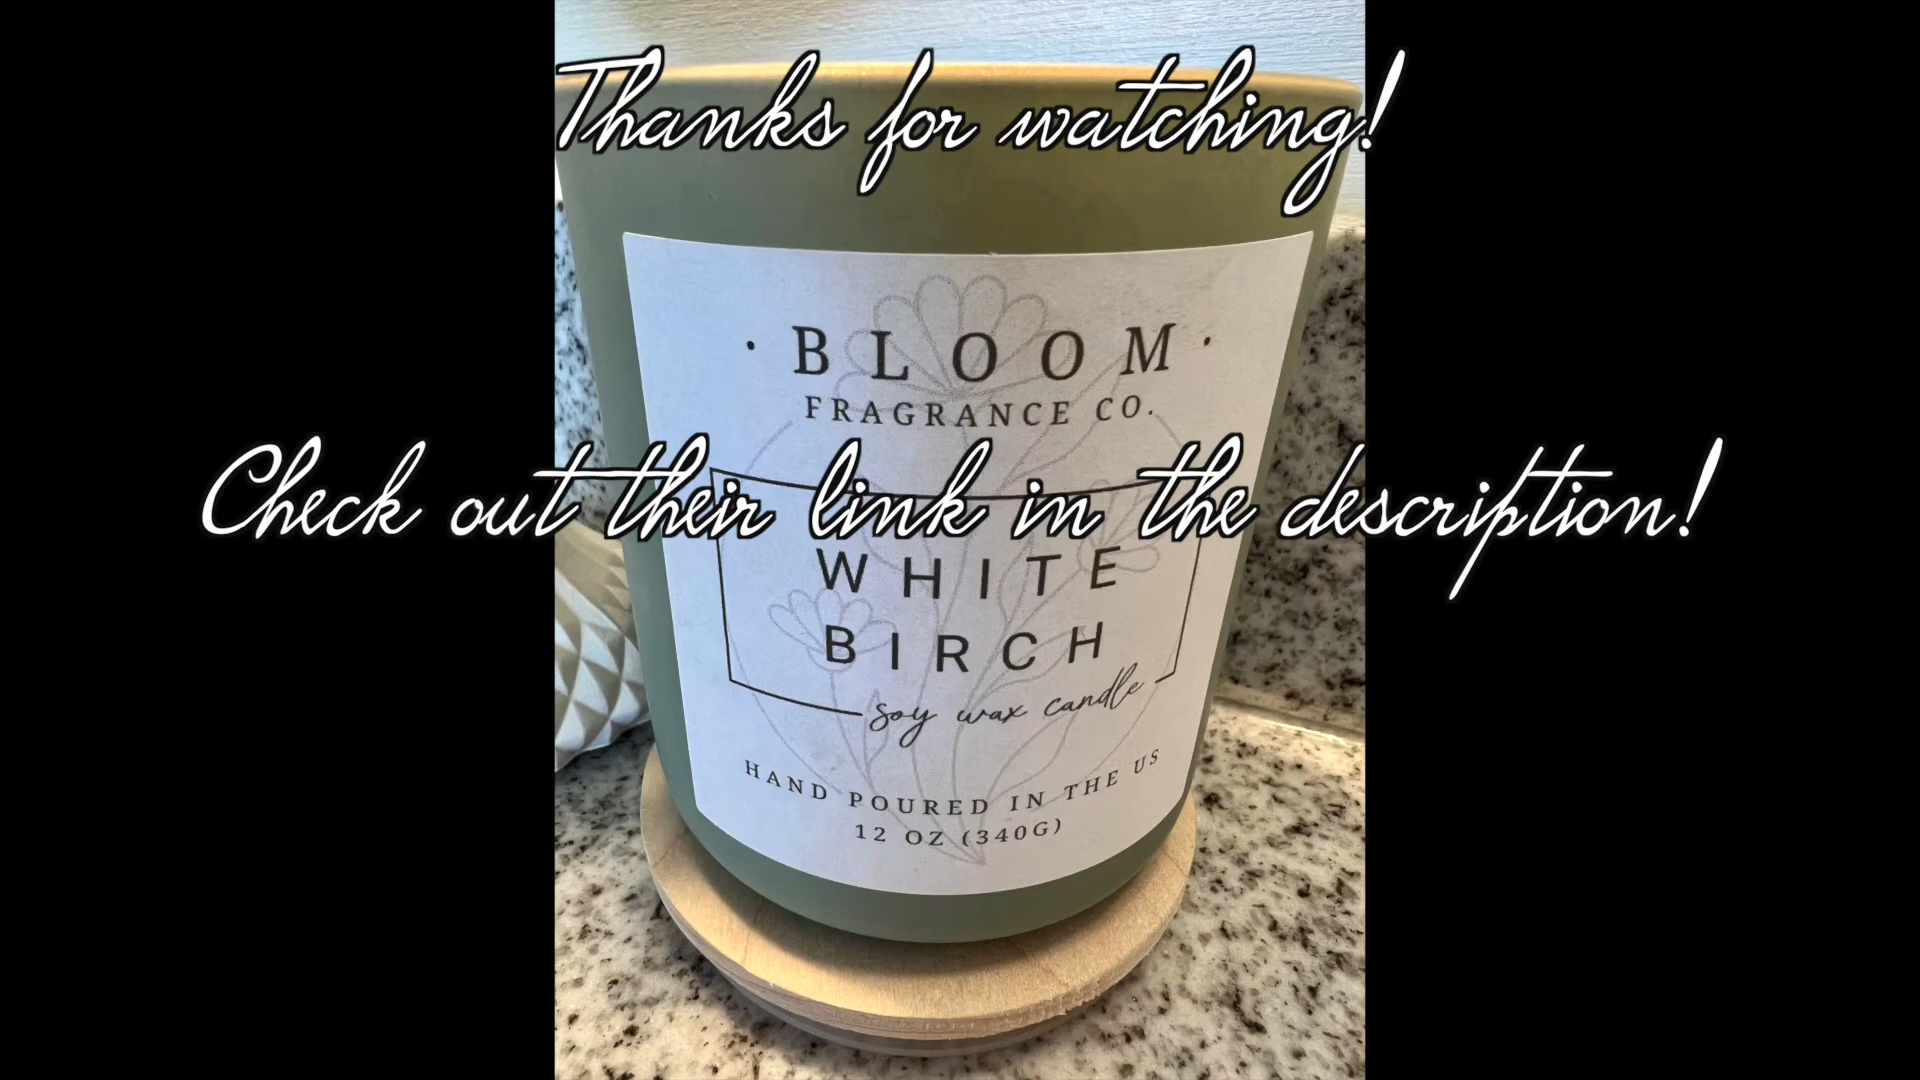 Thanks for watching!
· BLOOM ·
FRAGRANCE CO.
Check out their link in the description!
WHITE
BIRCH
soy wax candle
HAND POURED IN THE US
12 OZ (340G)